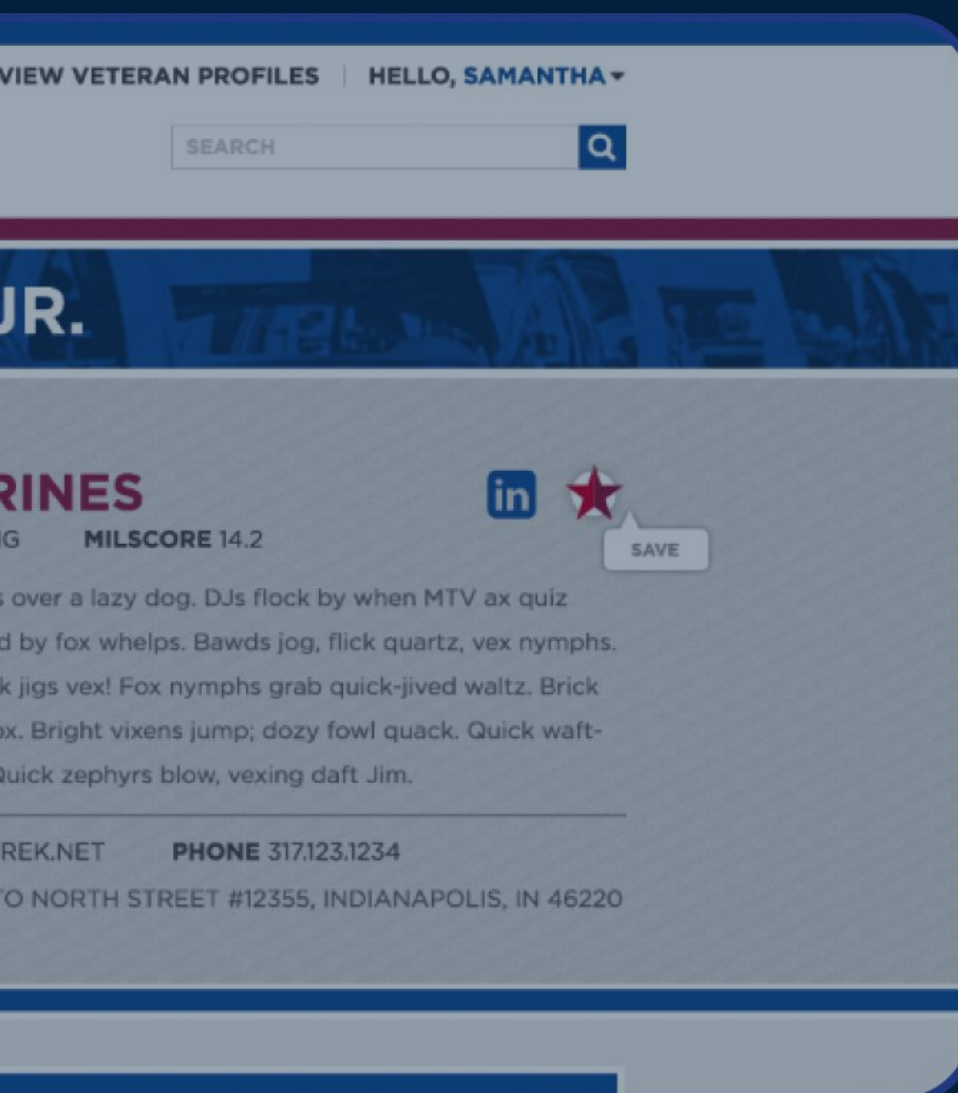 VIEW VETERAN PROFILES | HELLO, SAMANTHA
SEARCH
JR.
RINES
in
G MILSCORE 14.2
SAVE
s over a lazy dog. DJs flock by when MTV ax quiz
d by fox whelps. Bawds jog, flick quartz, vex nymphs.
k jigs vex! Fox nymphs grab quick-jived waltz. Brick
ox. Bright vixens jump; dozy fowl quack. Quick waft-
Quick zephyrs blow, vexing daft Jim.
REK.NET PHONE 317.123.1234
TO NORTH STREET #12355, INDIANAPOLIS, IN 46220